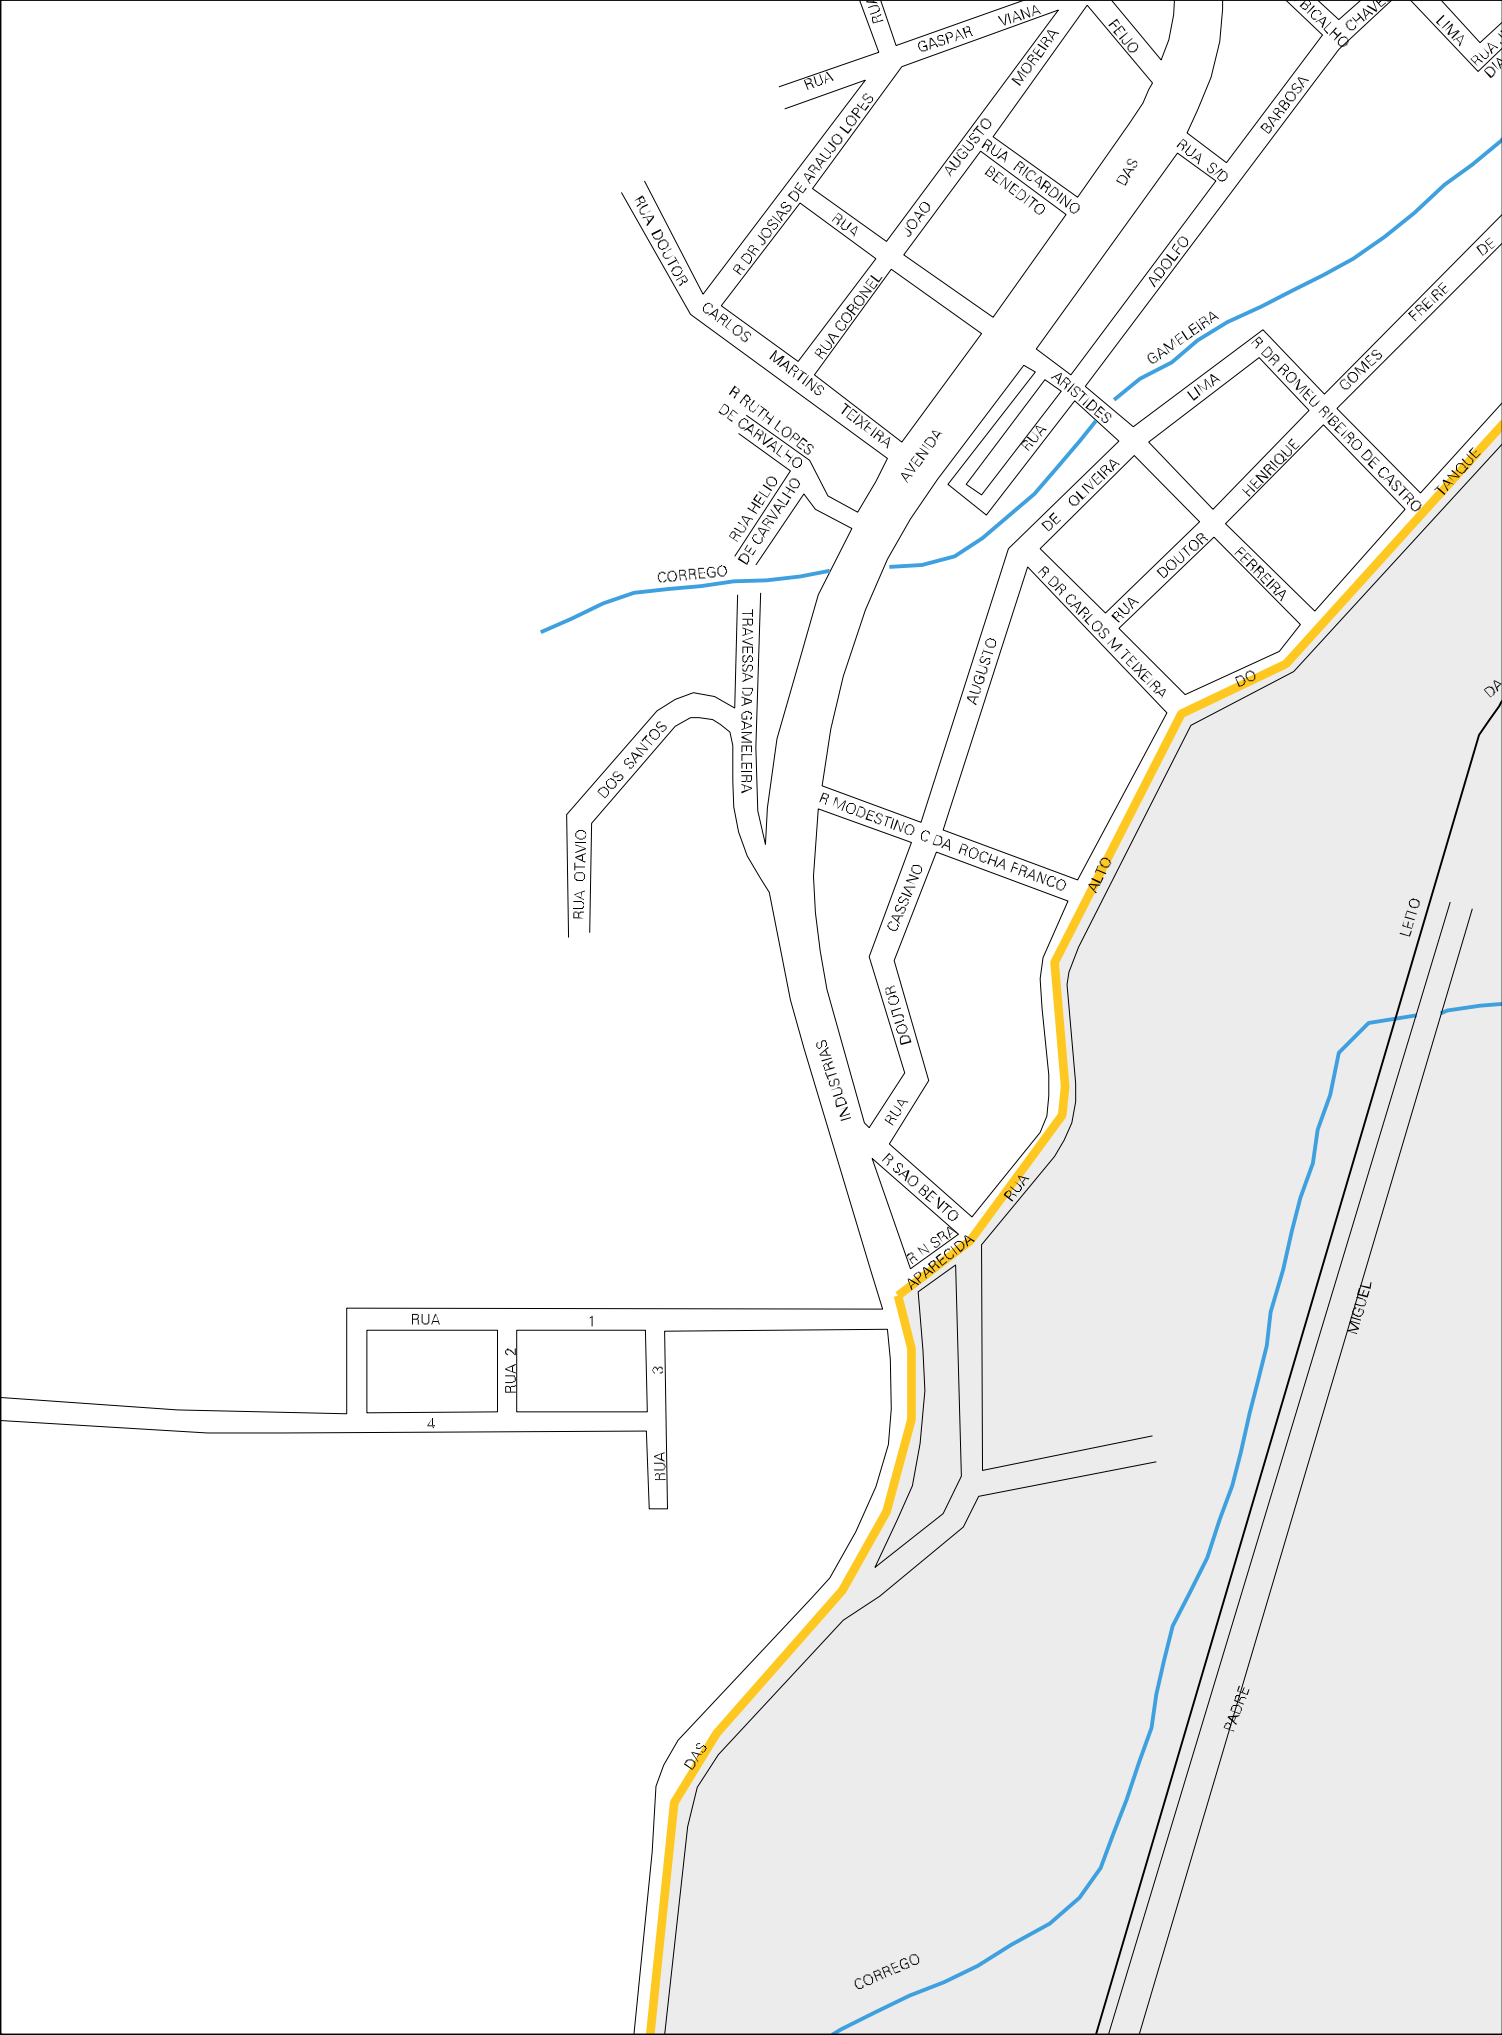 RUA
GASPAR
VIANA
RUA
FEIJO
BICALHO
CHAVE
LIMA
RUA
DIA
MOREIRA
BARBOSA
R DR JOSIAS DE ARAUJO LOPES
AUGUSTO
RUA RICARDINO
BENEDITO
DAS
RUA S/D
RUA DOUTOR
RUA
JOAO
ADOLFO
DE
CARLOS
RUA CORONEL
MARTINS
TEIXEIRA
GAMELEIRA
FREIRE
R DR ROMEU RIBEIRO DE CASTRO
GOMES
LIMA
ARISTIDES
R RUTH LOPES
DE CARVALHO
AVENIDA
RUA
HENRIQUE
TANQUE
RUA HELIO
DE CARVALHO
DE OLIVEIRA
CORREGO
DOUTOR
FERREIRA
R DR CARLOS M TEIXEIRA
RUA
TRAVESSA DA GAMELEIRA
AUGUSTO
DO
DA
DOS SANTOS
R MODESTINO C DA ROCHA FRANCO
RUA OTAVIO
CASSIANO
ALTO
LEITO
DOUTOR
INDUSTRIAS
RUA
R SAO BENTO
RUA
R N SRA
APARECIDA
MIGUEL
RUA
1
RUA 2
3
4
RUA
PADRE
DAS
CORREGO